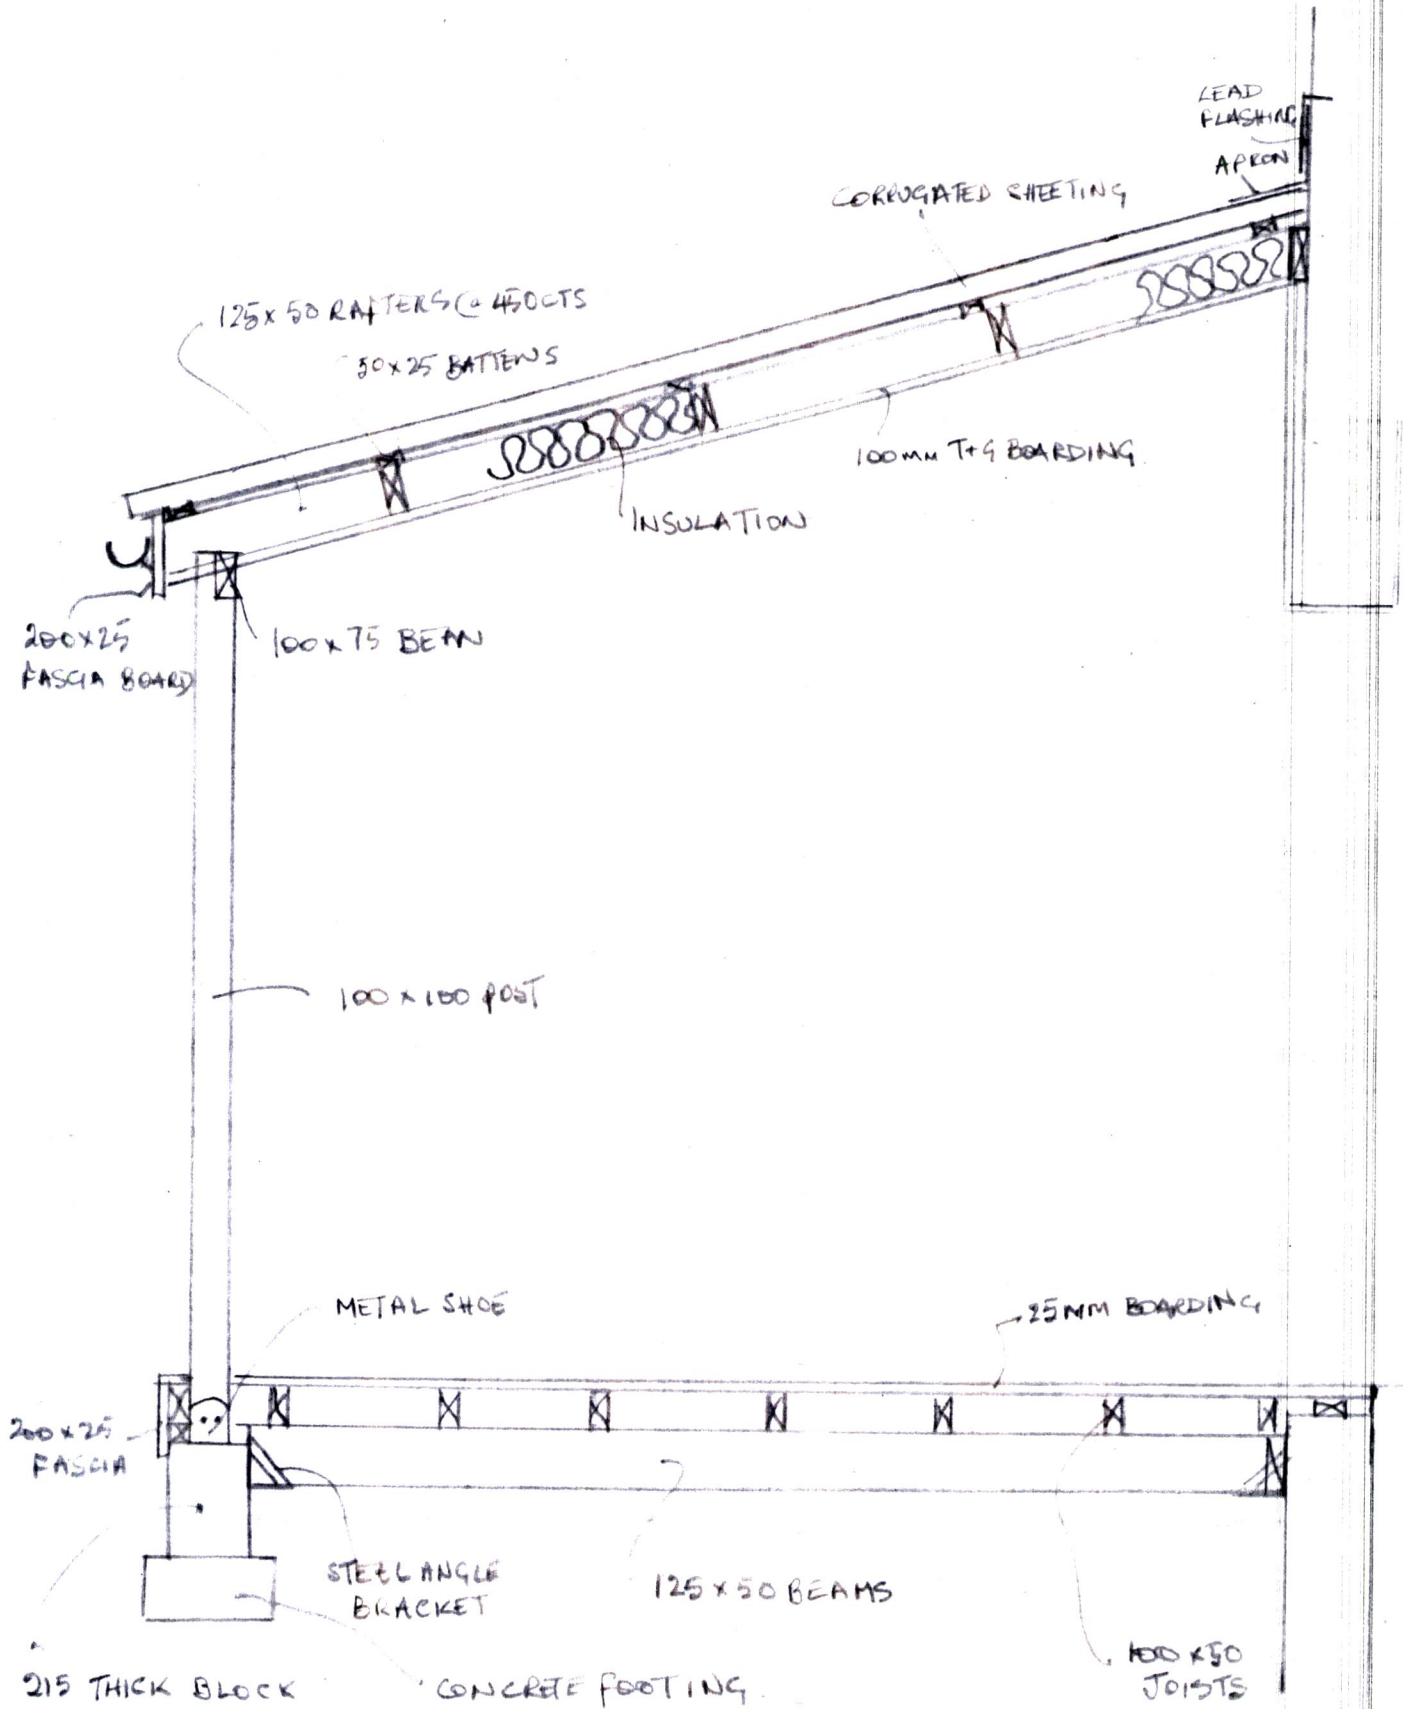 LEAD
FLASHING
APRON
CORRUGATED SHEETING
125 x 50 RAFTERS @ 450 CTS
50 x 25 BATTENS
100mm T+G BOARDING
INSULATION
200 x 25
FASCIA BOARD
100 x 75 BEAM
100 x 100 POST
METAL SHOE
25MM BOARDING
200 x 25
FASCIA
STEEL ANGLE
BRACKET
125 x 50 BEAMS
100 x 50
JOISTS
215 THICK BLOCK
CONCRETE FOOTING